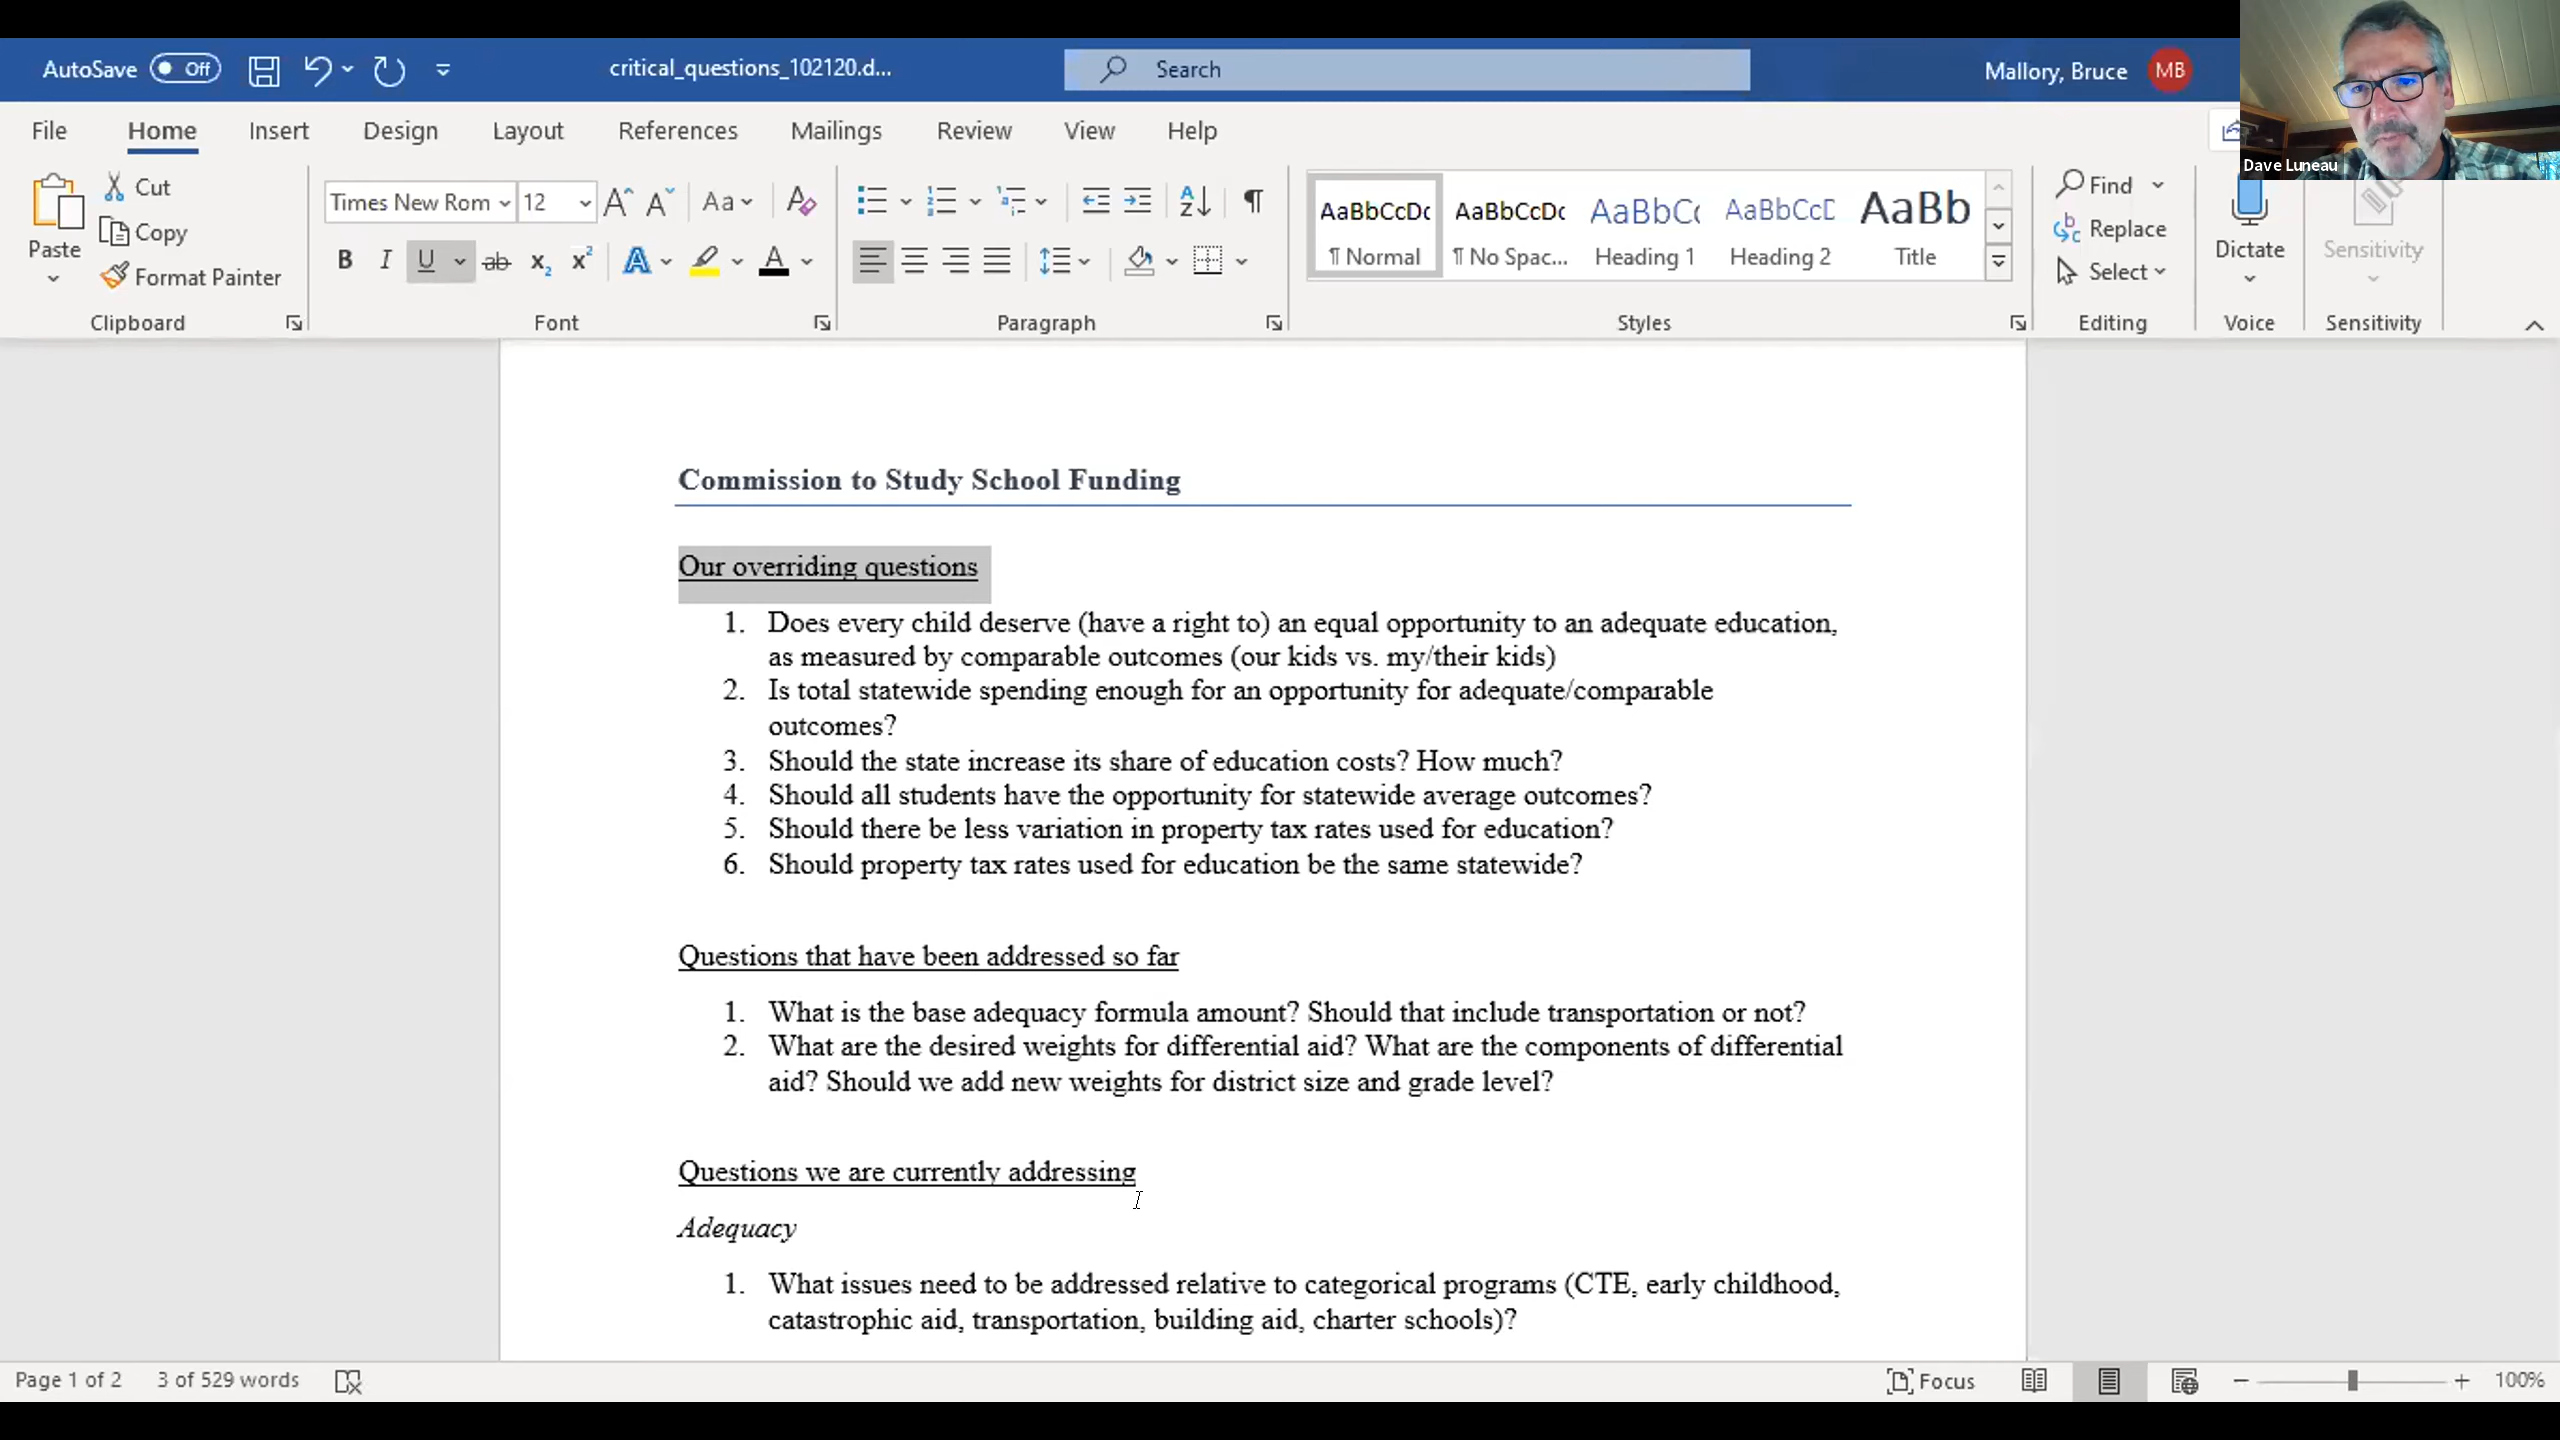 AutoSave Off critical_questions_102120.d... Search Mallory, Bruce MB
Dave Luneau
File Home Insert Design Layout References Mailings Review View Help
Paste Cut Copy Format Painter
Times New Rom 12 Aa
B I U ab x₂ x² A A
AaBbCcDc AaBbCcDc AaBbC AaBbCcD AaBb
¶ Normal ¶ No Spac... Heading 1 Heading 2 Title
Find
Replace
Select
Dictate
Sensitivity
Clipboard Font Paragraph Styles Editing Voice Sensitivity
Commission to Study School Funding
Our overriding questions
1. Does every child deserve (have a right to) an equal opportunity to an adequate education,
as measured by comparable outcomes (our kids vs. my/their kids)
2. Is total statewide spending enough for an opportunity for adequate/comparable
outcomes?
3. Should the state increase its share of education costs? How much?
4. Should all students have the opportunity for statewide average outcomes?
5. Should there be less variation in property tax rates used for education?
6. Should property tax rates used for education be the same statewide?
Questions that have been addressed so far
1. What is the base adequacy formula amount? Should that include transportation or not?
2. What are the desired weights for differential aid? What are the components of differential
aid? Should we add new weights for district size and grade level?
Questions we are currently addressing
Adequacy
1. What issues need to be addressed relative to categorical programs (CTE, early childhood,
catastrophic aid, transportation, building aid, charter schools)?
Page 1 of 2 3 of 529 words Focus 100%